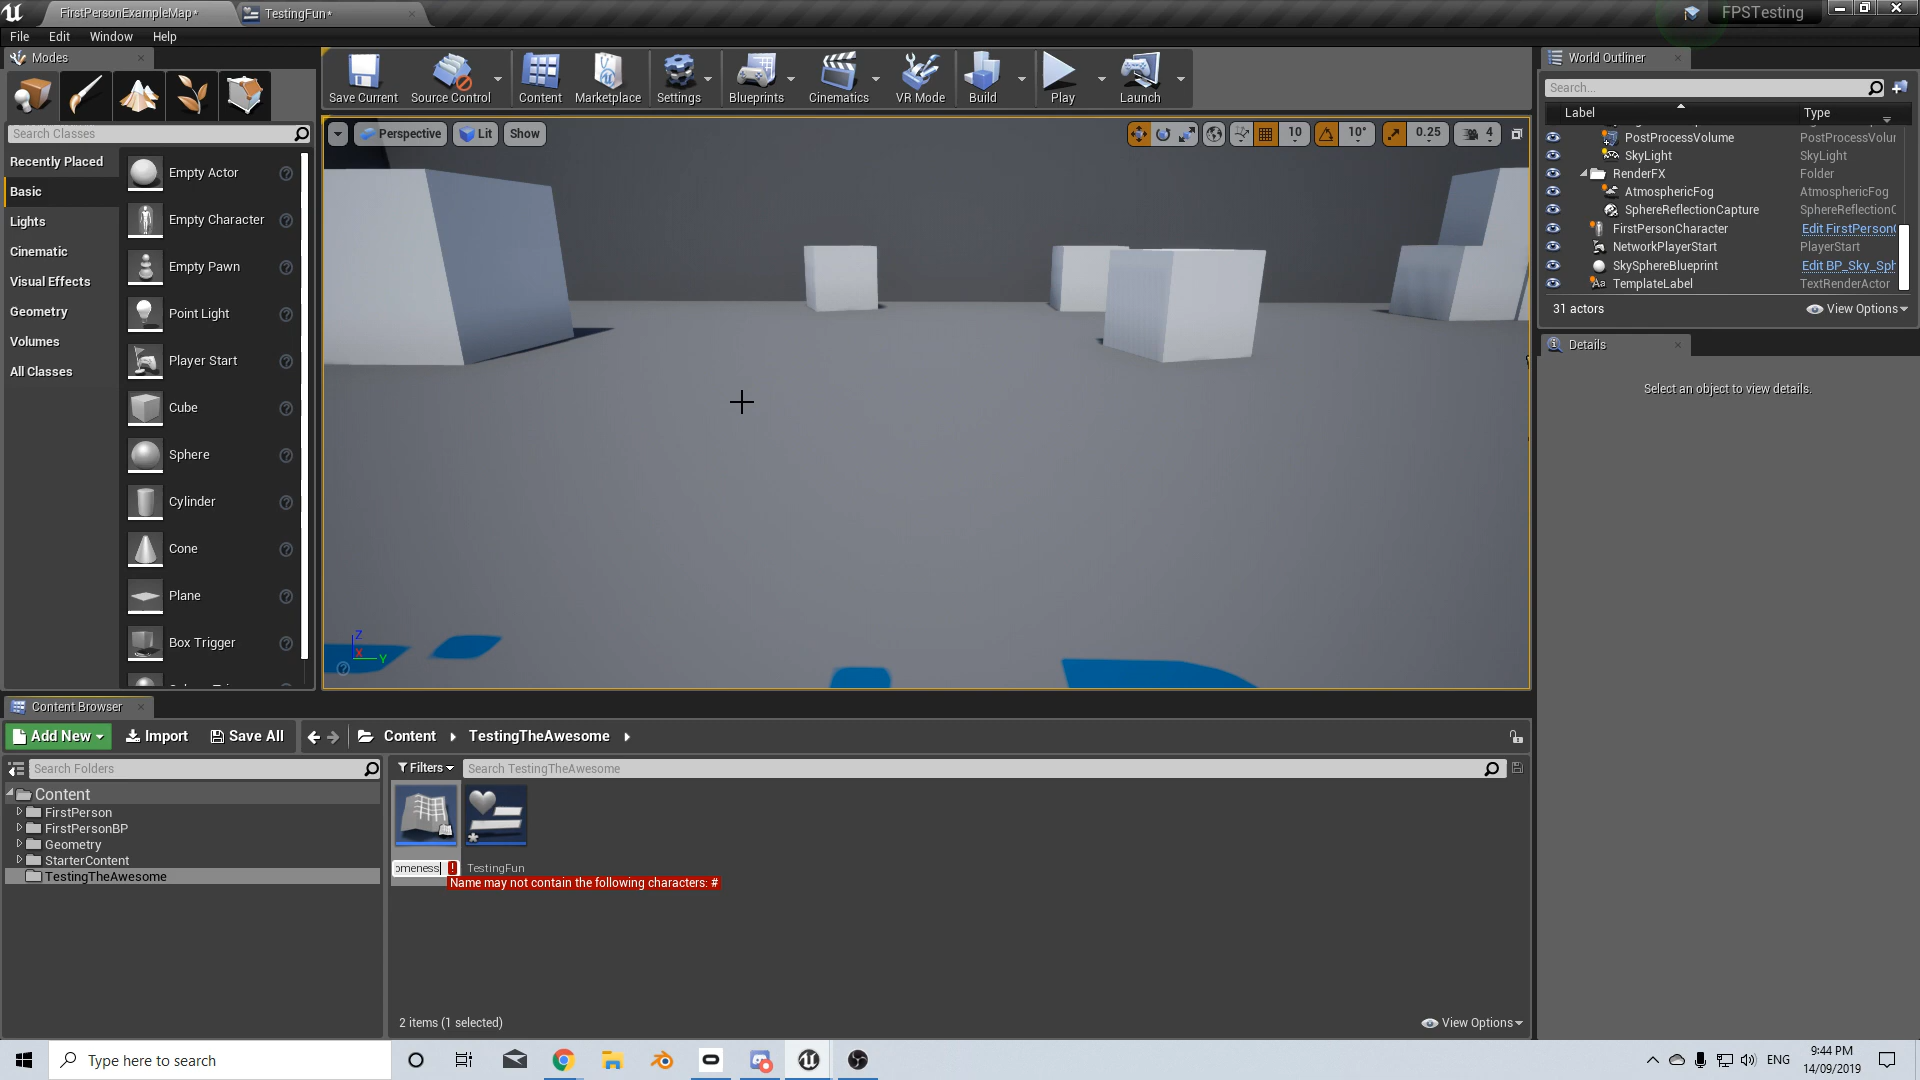 FirstPersonExampleMap*
TestingFun*
FPSTesting
File Edit Window Help
Modes
Search Classes
Recently Placed
Basic
Lights
Cinematic
Visual Effects
Geometry
Volumes
All Classes
Empty Actor
Empty Character
Empty Pawn
Point Light
Player Start
Cube
Sphere
Cylinder
Cone
Plane
Box Trigger
Save Current
Source Control
Content
Marketplace
Settings
Blueprints
Cinematics
VR Mode
Build
Play
Launch
Perspective
Lit
Show
10
10°
0.25
4
Z
X
Y
World Outliner
Search...
Label
Type
PostProcessVolume PostProcessVolur
SkyLight SkyLight
RenderFX Folder
AtmosphericFog AtmosphericFog
SphereReflectionCapture SphereReflectionC
FirstPersonCharacter Edit FirstPersonC
NetworkPlayerStart PlayerStart
SkySphereBlueprint Edit BP_Sky_Sph
TemplateLabel TextRenderActor
31 actors
View Options
Details
Select an object to view details.
Content Browser
Add New
Import
Save All
Content
TestingTheAwesome
Search Folders
Content
FirstPerson
FirstPersonBP
Geometry
StarterContent
TestingTheAwesome
Filters
Search TestingTheAwesome
omeness
!
TestingFun
Name may not contain the following characters: #
2 items (1 selected)
View Options
Type here to search
ENG
9:44 PM
14/09/2019